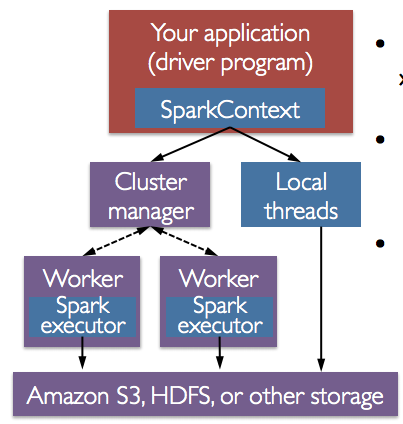 Your application
(driver program)
SparkContext
Cluster
manager
Local
threads
Worker
Spark
executor
Worker
Spark
executor
Amazon S3, HDFS, or other storage